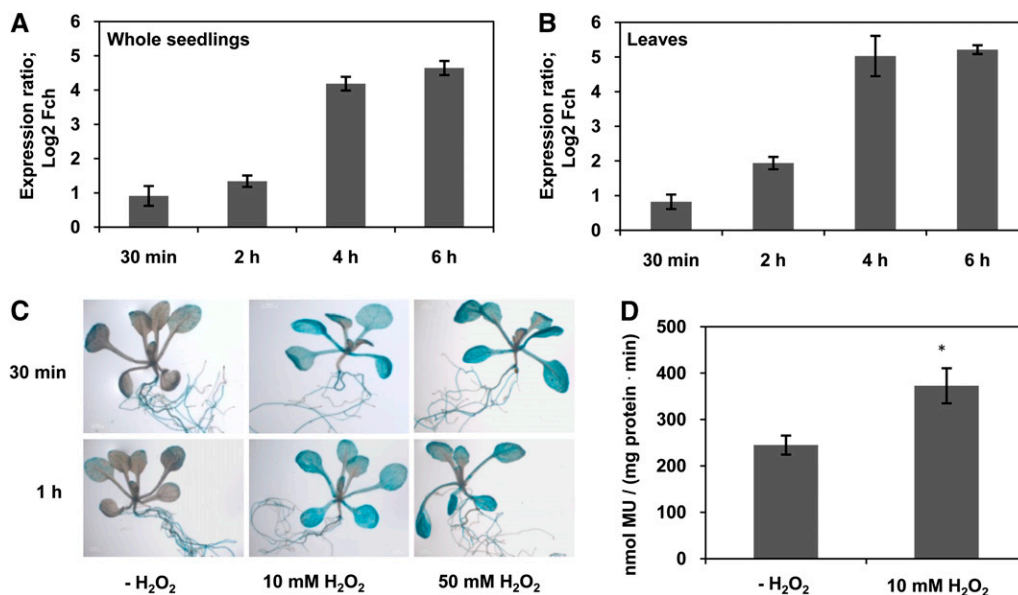 A
Whole seedlings
Expression ratio;
Log2 Fch
6
5
4
3
2
1
0
30 min
2 h
4 h
6 h
B
Leaves
Expression ratio;
Log2 Fch
6
5
4
3
2
1
0
30 min
2 h
4 h
6 h
C
30 min
1 h
- H₂O₂
10 mM H₂O₂
50 mM H₂O₂
D
nmol MU / (mg protein · min)
500
400
300
200
100
0
*
- H₂O₂
10 mM H₂O₂